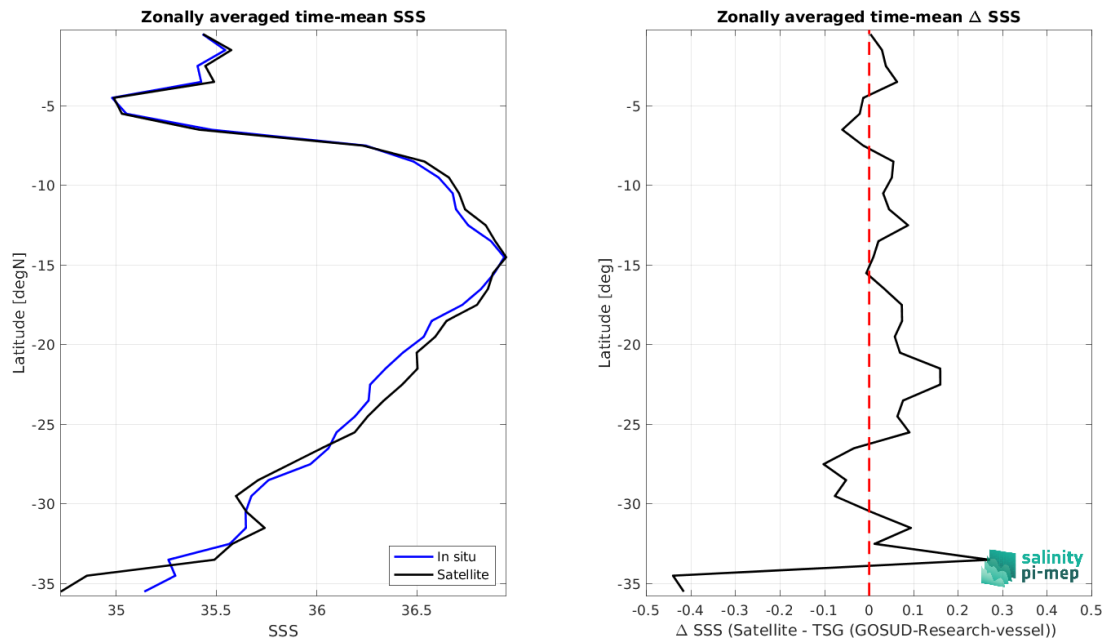 Zonally averaged time-mean SSS
-5
-10
-15
-20
-25
-30
-35
Latitude [degN]
35
35.5
36
36.5
SSS
In situ
Satellite
Zonally averaged time-mean Δ SSS
-5
-10
-15
-20
-25
-30
-35
Latitude [deg]
-0.5
-0.4
-0.3
-0.2
-0.1
0
0.1
0.2
0.3
0.4
0.5
Δ SSS (Satellite - TSG (GOSUD-Research-vessel))
salinity
pi-mep